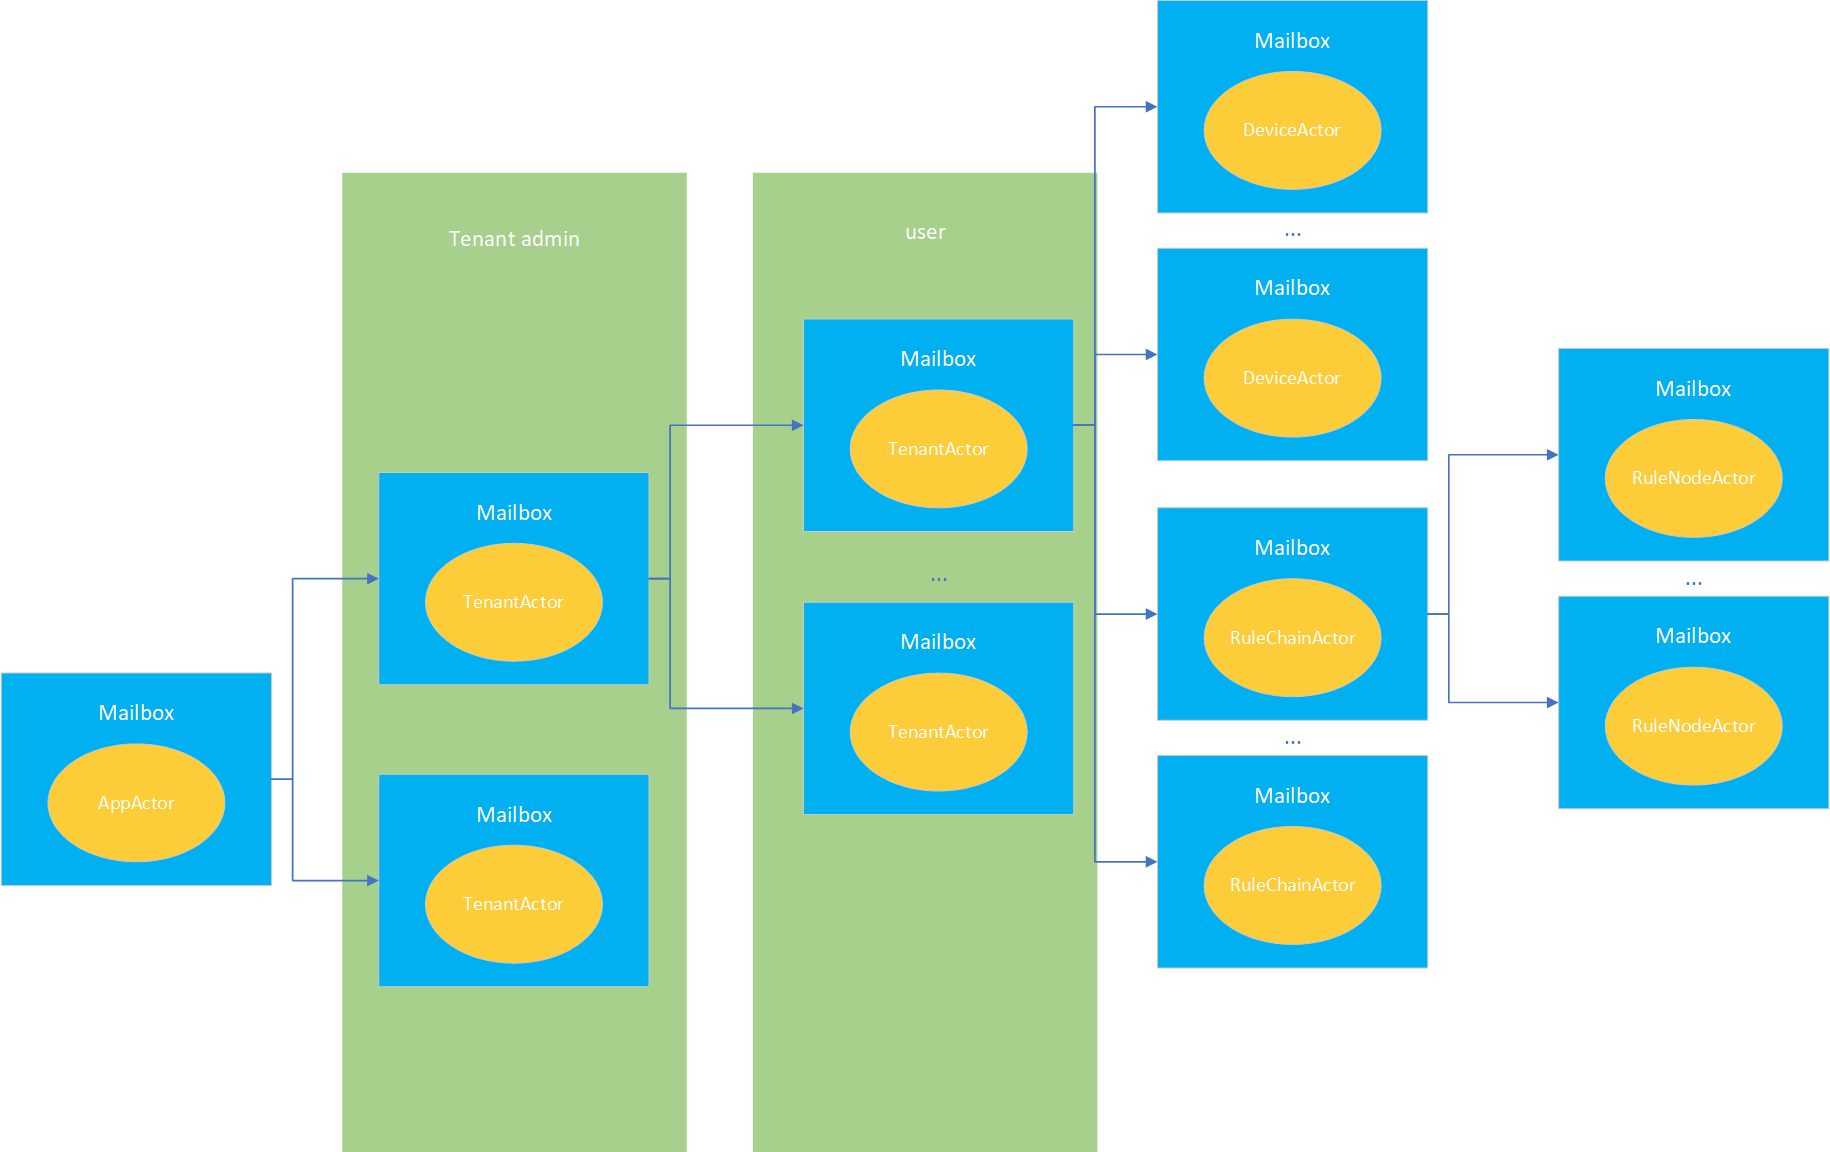 Mailbox
AppActor
Tenant admin
Mailbox
TenantActor
Mailbox
TenantActor
user
Mailbox
TenantActor
...
Mailbox
TenantActor
Mailbox
DeviceActor
...
Mailbox
DeviceActor
Mailbox
RuleChainActor
...
Mailbox
RuleChainActor
Mailbox
RuleNodeActor
...
Mailbox
RuleNodeActor